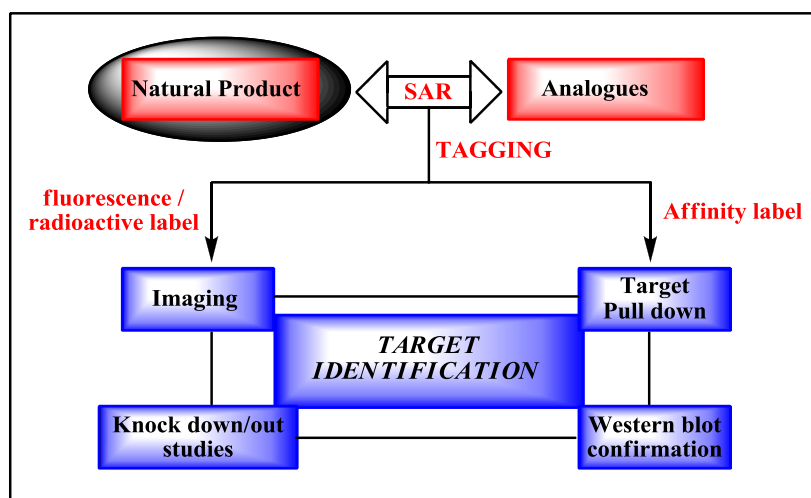 Natural Product
SAR
Analogues
TAGGING
fluorescence /
radioactive label
Affinity label
Imaging
Target
Pull down
TARGET
IDENTIFICATION
Knock down/out
studies
Western blot
confirmation